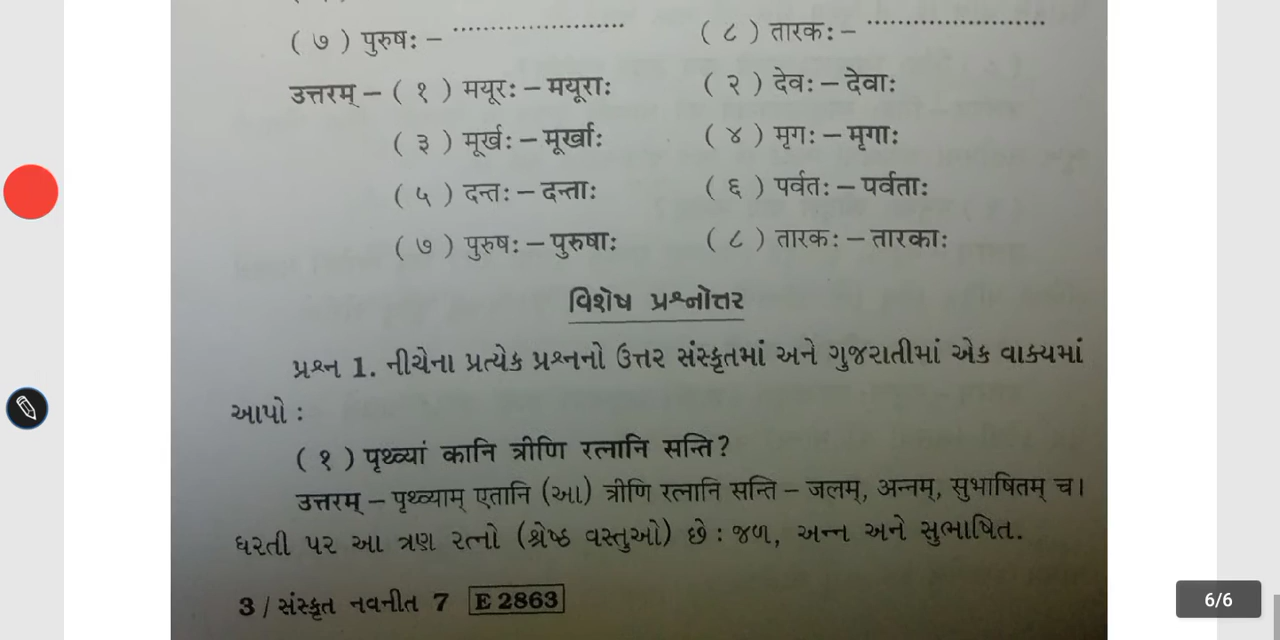 ( ७ ) पुरुषः – ........................ ( ८ ) तारकः – ........................
उत्तरम् – ( १ ) मयूरः – मयूराः ( २ ) देवः – देवाः
( ३ ) मूर्खः – मूर्खाः ( ४ ) मृगः – मृगाः
( ५ ) दन्तः – दन्ताः ( ६ ) पर्वतः – पर्वताः
( ७ ) पुरुषः – पुरुषाः ( ८ ) तारकः – तारकाः
વિશેષ પ્રશ્નોત્તર
પ્રશ્ન 1. નીચેના પ્રત્યેક પ્રશ્નનો ઉત્તર સંસ્કૃતમાં અને ગુજરાતીમાં એક વાક્યમાં
આપો :
( १ ) पृथ्व्यां कानि त्रीणि रत्नानि सन्ति?
उत्तरम् – पृथ्व्याम् एतानि (આ) त्रीणि रत्नानि सन्ति – जलम्, अन्नम्, सुभाषितम् च।
ધરતી પર આ ત્રણ રત્નો (શ્રેષ્ઠ વસ્તુઓ) છે : જળ, અન્ન અને સુભાષિત.
3 / સંસ્કૃત નવનીત 7 E 2863
6/6